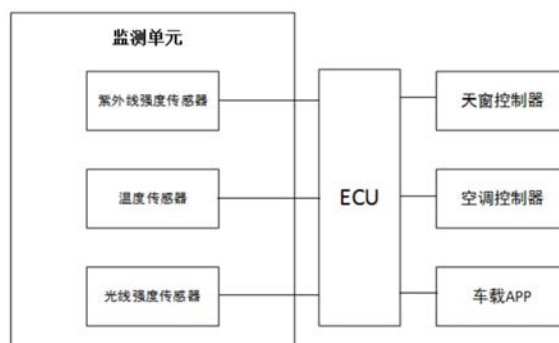 监测单元
紫外线强度传感器
温度传感器
光线强度传感器
ECU
天窗控制器
空调控制器
车载APP